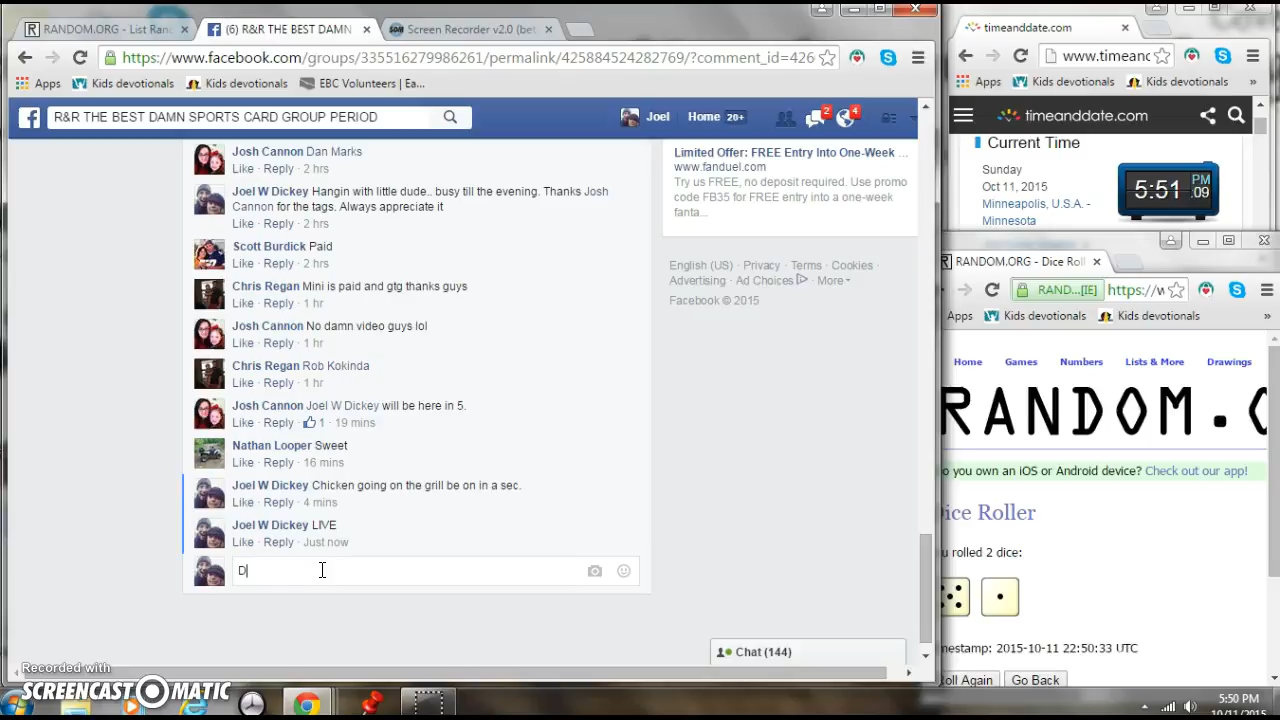 RANDOM.ORG - List Ran
(6) R&R THE BEST DAMN
Screen Recorder v2.0 (bet
https://www.facebook.com/groups/335516279986261/permalink/425884524282769/?comment_id=426
Apps
Kids devotionals
Kids devotionals
EBC Volunteers | Ea...
R&R THE BEST DAMN SPORTS CARD GROUP PERIOD
Joel
Home 20+
2
4
Josh Cannon Dan Marks
Like · Reply · 2 hrs
Joel W Dickey Hangin with little dude.. busy till the evening. Thanks Josh
Cannon for the tags. Always appreciate it
Like · Reply · 2 hrs
Scott Burdick Paid
Like · Reply · 2 hrs
Chris Regan Mini is paid and gtg thanks guys
Like · Reply · 1 hr
Josh Cannon No damn video guys lol
Like · Reply · 1 hr
Chris Regan Rob Kokinda
Like · Reply · 1 hr
Josh Cannon Joel W Dickey will be here in 5.
Like · Reply · 1 · 19 mins
Nathan Looper Sweet
Like · Reply · 16 mins
Joel W Dickey Chicken going on the grill be on in a sec.
Like · Reply · 4 mins
Joel W Dickey LIVE
Like · Reply · Just now
D
Limited Offer: FREE Entry Into One-Week ...
www.fanduel.com
Try us FREE, no deposit required. Use promo
code FB35 for FREE entry into a one-week
fanta...
English (US) · Privacy · Terms · Cookies ·
Advertising · Ad Choices · More
Facebook © 2015
Chat (144)
timeanddate.com
www.timeanc
Apps
Kids devotionals
Kids devotionals
»
timeanddate.com
Current Time
Sunday
Oct 11, 2015
Minneapolis, U.S.A. -
Minnesota
5:51 PM :09
RANDOM.ORG - Dice Roll
RAND...[IE]
https://w
Apps
Kids devotionals
Kids devotionals
»
Home
Games
Numbers
Lists & More
Drawings
RANDOM.O
o you own an iOS or Android device? Check out our app!
ice Roller
u rolled 2 dice:
mestamp: 2015-10-11 22:50:33 UTC
oll Again
Go Back
Recorded with
SCREENCAST MATIC
5:50 PM
10/11/2015